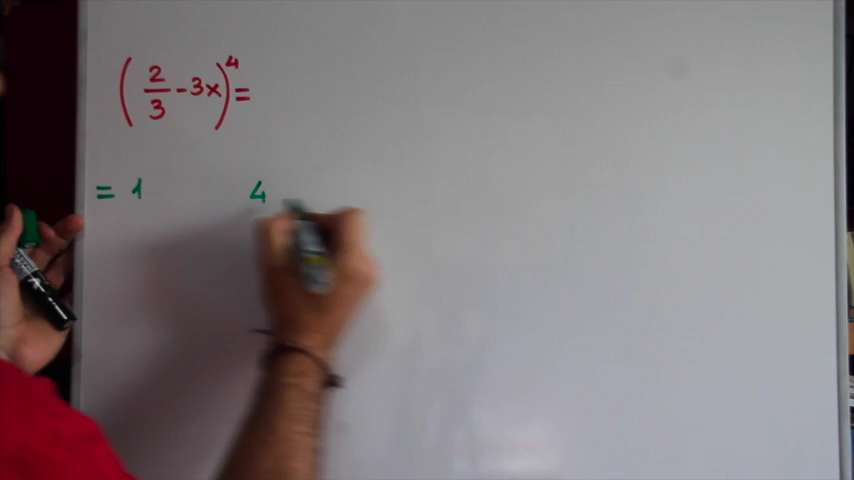 (2/3 - 3x)^4 =
= 1 4